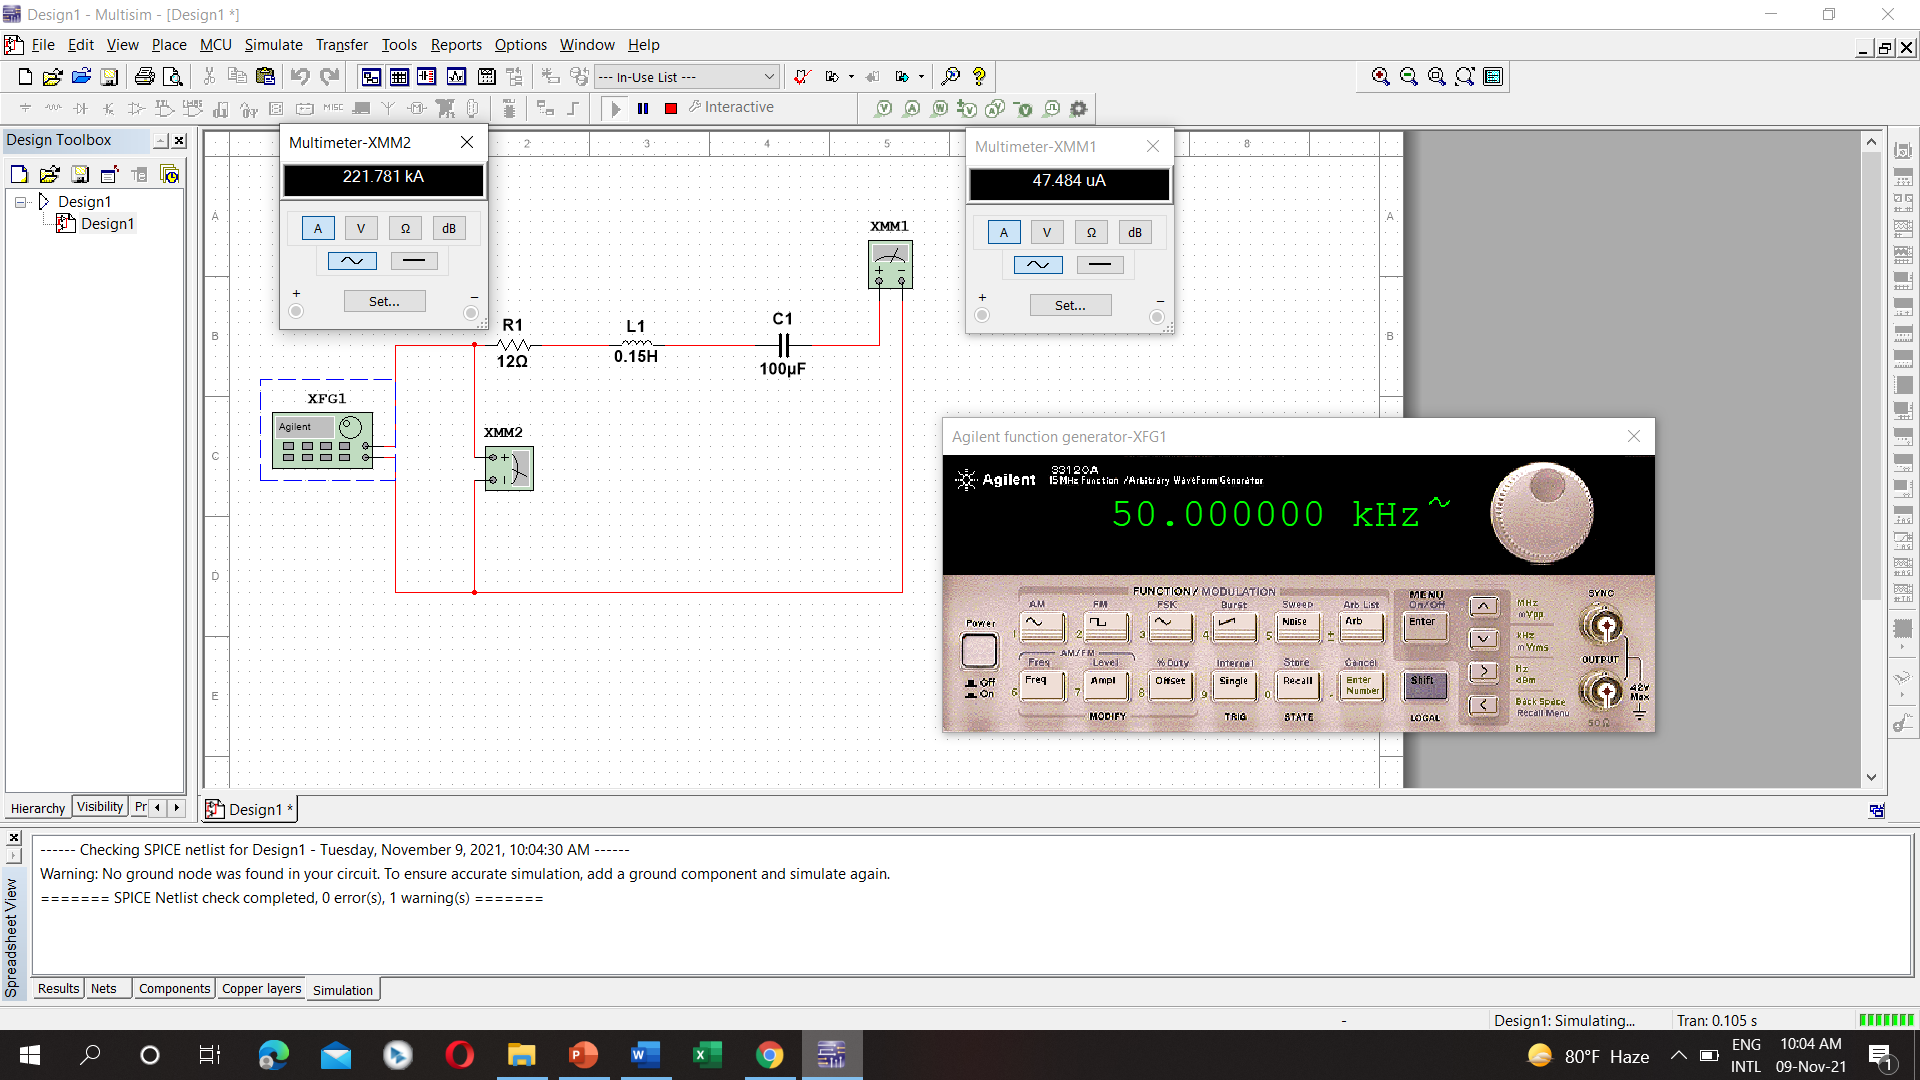 Design1 - Multisim - [Design1 *]
File Edit View Place MCU Simulate Transfer Tools Reports Options Window Help
--- In-Use List ---
MISC
Interactive
Design Toolbox
Design1
Design1
Hierarchy Visibility Pr
2 3 4 5 8
A
B
C
D
E
A
B
Multimeter-XMM2
221.781 kA
A V Ω dB
+ Set... −
Multimeter-XMM1
47.484 uA
A V Ω dB
+ Set... −
XMM1
R1
12Ω
L1
0.15H
C1
100µF
XFG1
Agilent
XMM2
Agilent function generator-XFG1
Agilent 33120A
15MHz Function /Arbitrary Waveform Generator
50.000000 kHz
FUNCTION / MODULATION
AM FM FSK Burst Sweep Arb List
1 2 3 4 5 ±
Noise Arb
MENU
On/Off
Enter
Power
Off
On
AM/FM
Freq Level % Duty Internal Store Cancel
6 Freq 7 Ampl 8 Offset 9 Single 0 Recall . Enter Number
Shift
MODIFY TRIG STATE LOCAL
MHz
mVpp
kHz
mVrms
Hz
dBm
Back Space
Recall Menu
SYNC
OUTPUT
50Ω
42V
Max
Design1 *
Spreadsheet View
------ Checking SPICE netlist for Design1 - Tuesday, November 9, 2021, 10:04:30 AM ------
Warning: No ground node was found in your circuit. To ensure accurate simulation, add a ground component and simulate again.
======= SPICE Netlist check completed, 0 error(s), 1 warning(s) =======
Results Nets Components Copper layers Simulation
- Design1: Simulating... Tran: 0.105 s
80°F Haze
ENG
INTL
10:04 AM
09-Nov-21
1